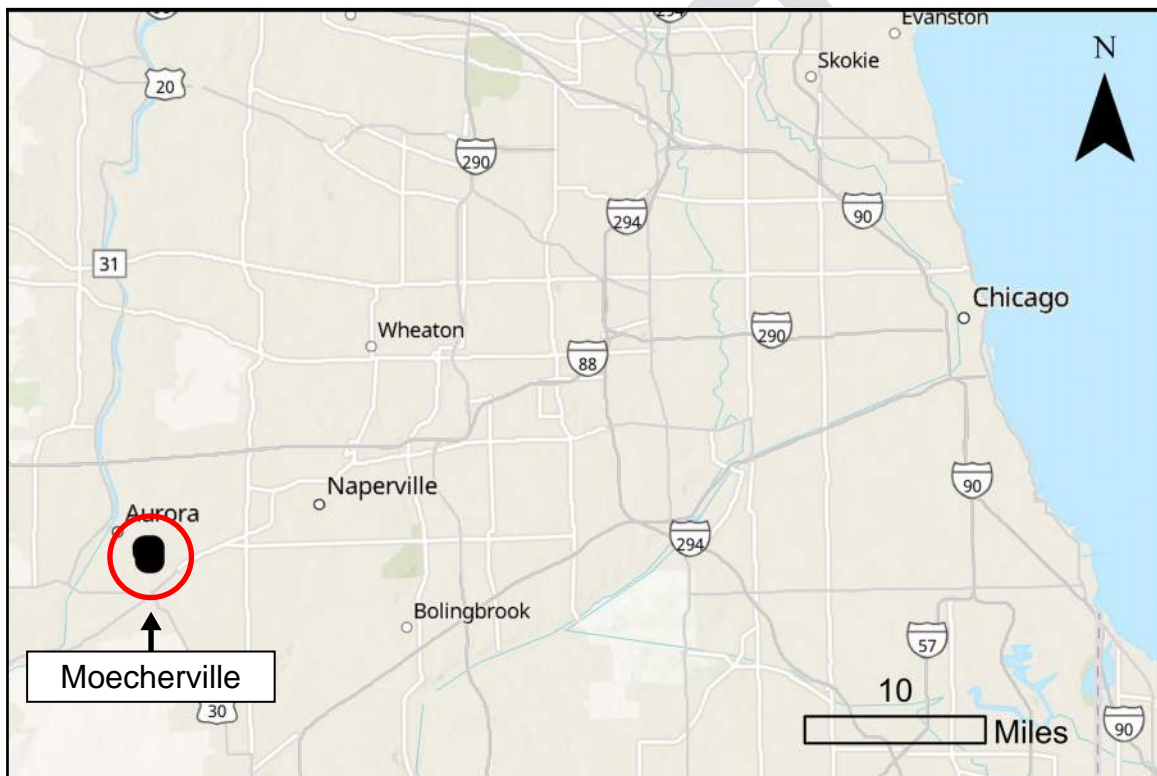 294
Evanston
Skokie
N
20
290
294
90
31
Chicago
Wheaton
290
88
Naperville
90
Aurora
294
Bolingbrook
57
Moecherville
10
30
Miles
90